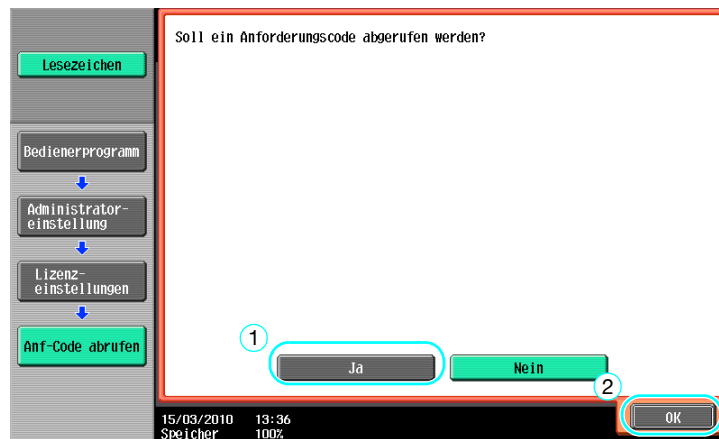 Soll ein Anforderungscode abgerufen werden?
Lesezeichen
Bedienerprogramm
Administrator-
einstellung
Lizenz-
einstellungen
Anf-Code abrufen
1
Ja
Nein
2
OK
15/03/2010 13:36
Speicher 100%